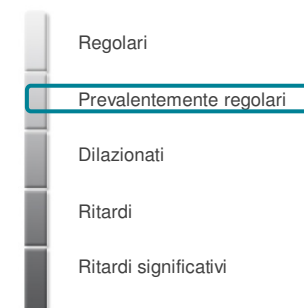 Regolari
Prevalentemente regolari
Dilazionati
Ritardi
Ritardi significativi